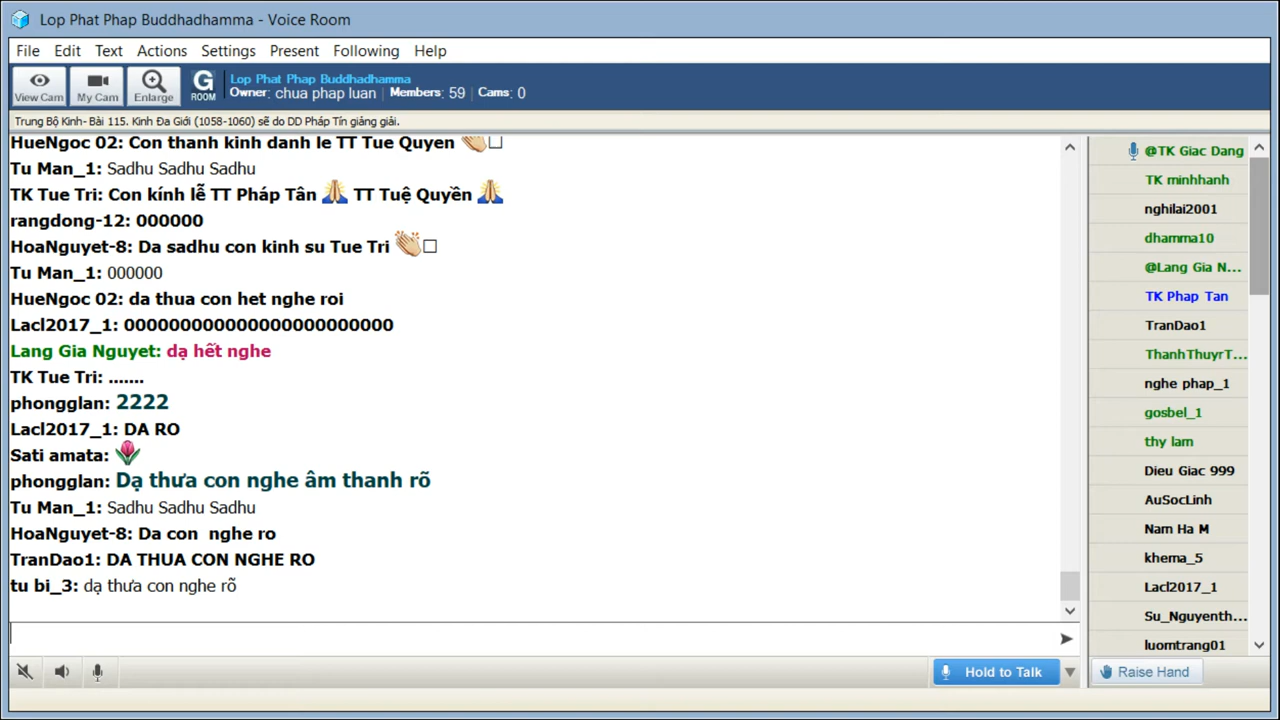 Lop Phat Phap Buddhadhamma - Voice Room
File Edit Text Actions Settings Present Following Help
View Cam My Cam Enlarge G ROOM
Lop Phat Phap Buddhadhamma
Owner: chua phap luan | Members: 59 | Cams: 0
Trung Bộ Kinh- Bài 115. Kinh Đa Giới (1058-1060) sẽ do DD Pháp Tín giảng giải.
HueNgoc 02: Con thanh kinh danh le TT Tue Quyen 👏□
Tu Man_1: Sadhu Sadhu Sadhu
TK Tue Tri: Con kính lễ TT Pháp Tân 🙏 TT Tuệ Quyền 🙏
rangdong-12: 000000
HoaNguyet-8: Da sadhu con kinh su Tue Tri 👏□
Tu Man_1: 000000
HueNgoc 02: da thua con het nghe roi
Lacl2017_1: 000000000000000000000000
Lang Gia Nguyet: dạ hết nghe
TK Tue Tri: .......
phongglan: 2222
Lacl2017_1: DA RO
Sati amata: 🌷
phongglan: Dạ thưa con nghe âm thanh rõ
Tu Man_1: Sadhu Sadhu Sadhu
HoaNguyet-8: Da con  nghe ro
TranDao1: DA THUA CON NGHE RO
tu bi_3: dạ thưa con nghe rõ
@TK Giac Dang
TK minhhanh
nghilai2001
dhamma10
@Lang Gia N...
TK Phap Tan
TranDao1
ThanhThuyrT...
nghe phap_1
gosbel_1
thy lam
Dieu Giac 999
AuSocLinh
Nam Ha M
khema_5
Lacl2017_1
Su_Nguyenth...
luomtrang01
Hold to Talk
Raise Hand